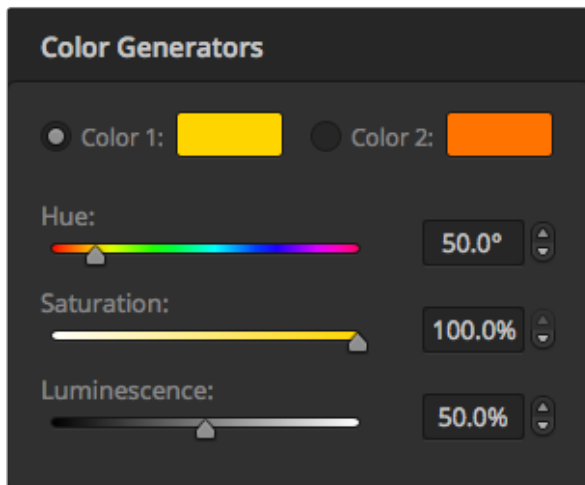 Color Generators
Color 1: Color 2:
Hue:
50.0°
Saturation:
100.0%
Luminescence:
50.0%